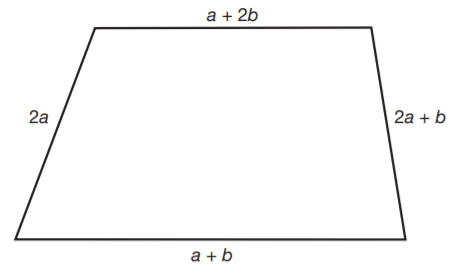 a + 2b
2a
2a + b
a + b